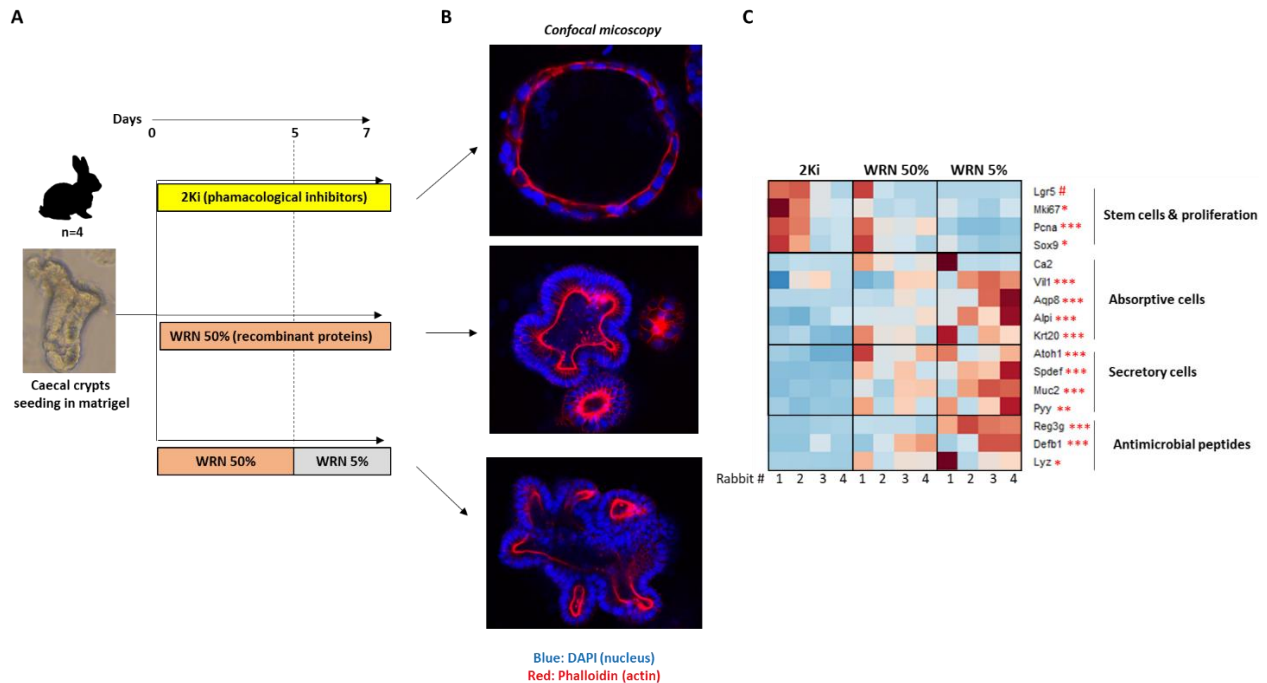 A
Days
0 5 7
2Ki (phamacological inhibitors)
n=4
WRN 50% (recombinant proteins)
Caecal crypts
seeding in matrigel
WRN 50% WRN 5%
B
Confocal micoscopy
Blue: DAPI (nucleus)
Red: Phalloidin (actin)
C
2Ki WRN 50% WRN 5%
Lgr5 #
Mki67 *
Pcna ***
Sox9 *
Stem cells & proliferation
Ca2
Vil1 ***
Aqp8 ***
Alpi ***
Krt20 ***
Absorptive cells
Atoh1 ***
Spdef ***
Muc2 ***
Pyy **
Secretory cells
Reg3g ***
Defb1 ***
Lyz *
Antimicrobial peptides
Rabbit # 1 2 3 4 1 2 3 4 1 2 3 4